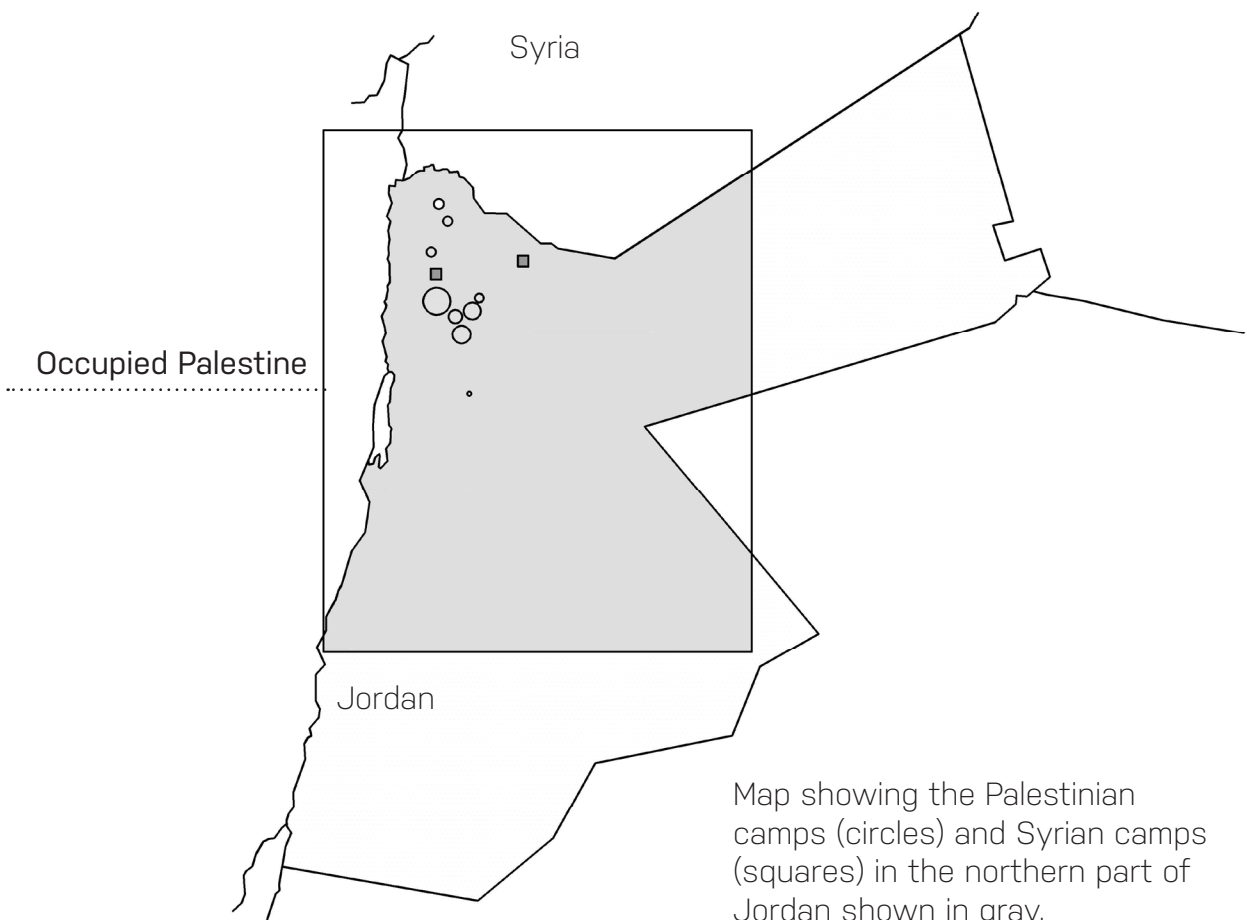 Syria
Occupied Palestine
Jordan
Map showing the Palestinian
camps (circles) and Syrian camps
(squares) in the northern part of
Jordan shown in gray.